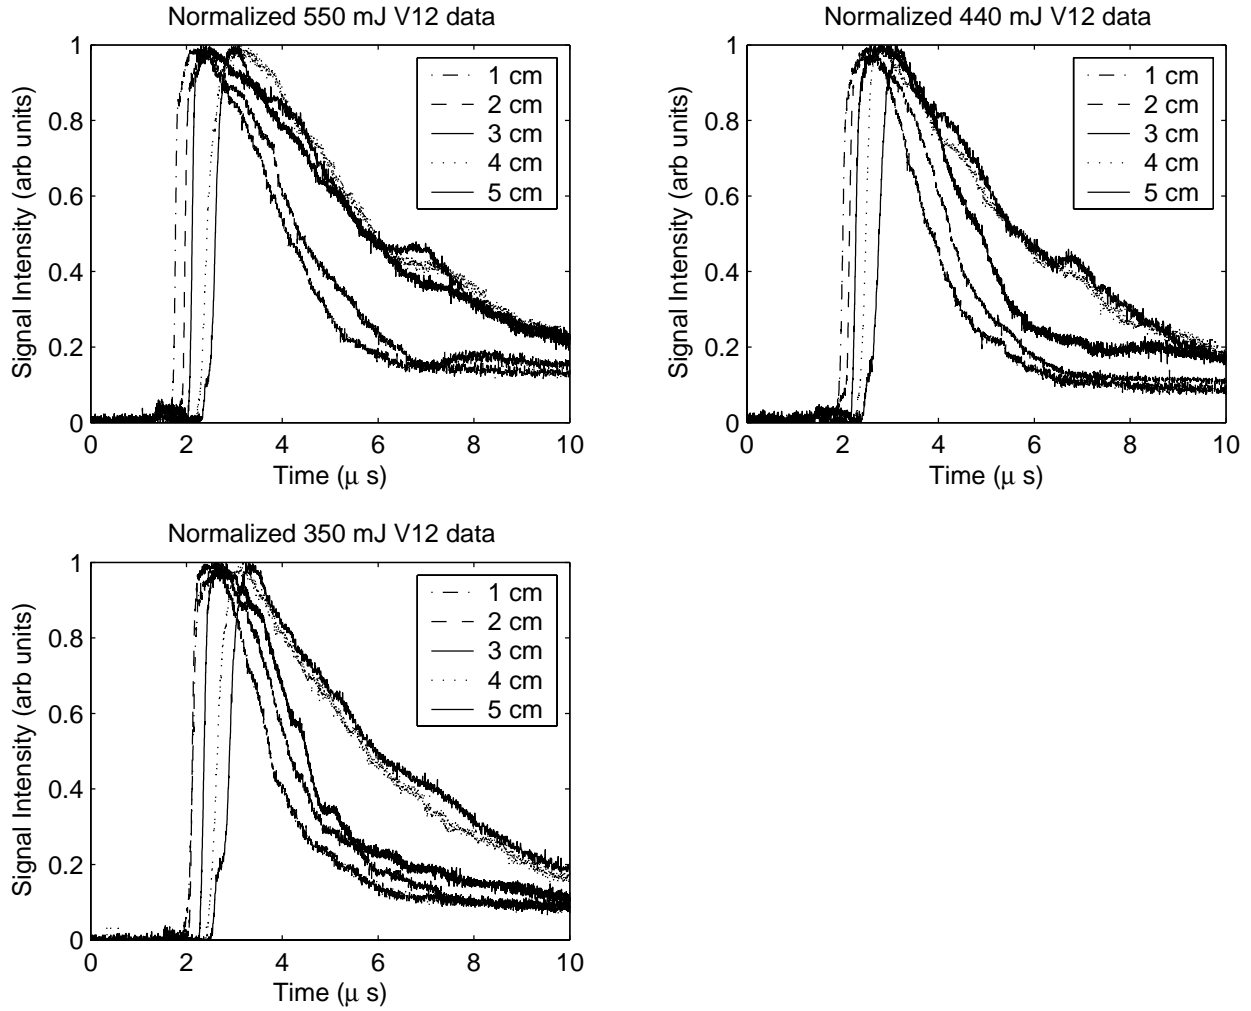 Normalized 550 mJ V12 data
Signal Intensity (arb units)
1
0.8
0.6
0.4
0.2
0
0 2 4 6 8 10
Time (μ s)
1 cm
2 cm
3 cm
4 cm
5 cm
Normalized 440 mJ V12 data
Signal Intensity (arb units)
1
0.8
0.6
0.4
0.2
0
0 2 4 6 8 10
Time (μ s)
1 cm
2 cm
3 cm
4 cm
5 cm
Normalized 350 mJ V12 data
Signal Intensity (arb units)
1
0.8
0.6
0.4
0.2
0
0 2 4 6 8 10
Time (μ s)
1 cm
2 cm
3 cm
4 cm
5 cm